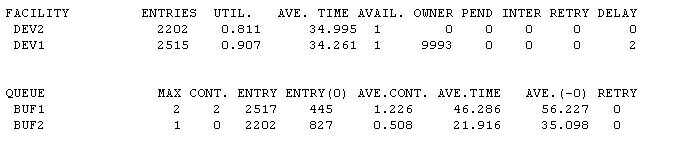 FACILITY ENTRIES UTIL. AVE. TIME AVAIL. OWNER PEND INTER RETRY DELAY
DEV2 2202 0.811 34.995 1 0 0 0 0 0
DEV1 2515 0.907 34.261 1 9993 0 0 0 2
QUEUE MAX CONT. ENTRY ENTRY(0) AVE.CONT. AVE.TIME AVE.(-0) RETRY
BUF1 2 2 2517 445 1.226 46.286 56.227 0
BUF2 1 0 2202 827 0.508 21.916 35.098 0